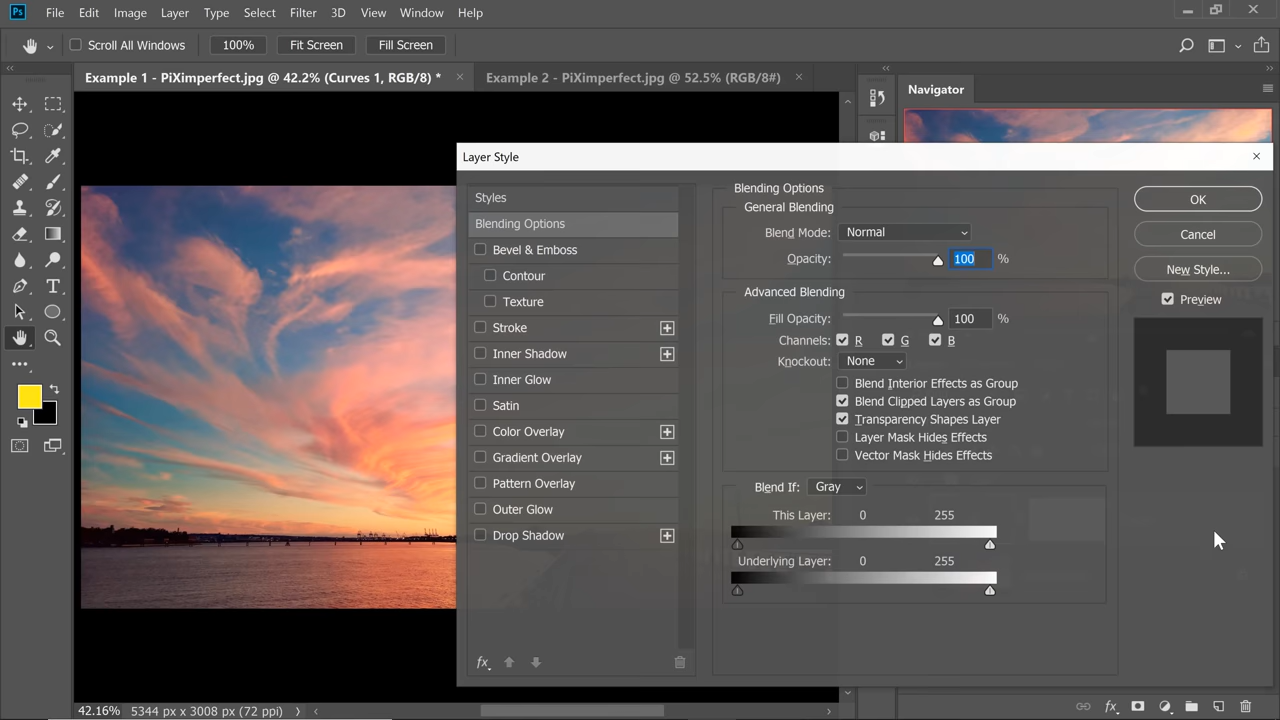 Ps File Edit Image Layer Type Select Filter 3D View Window Help
Scroll All Windows 100% Fit Screen Fill Screen
Example 1 - PiXimperfect.jpg @ 42.2% (Curves 1, RGB/8) * Example 2 - PiXimperfect.jpg @ 52.5% (RGB/8#)
Navigator
Layer Style
Styles
Blending Options
Bevel & Emboss
Contour
Texture
Stroke
Inner Shadow
Inner Glow
Satin
Color Overlay
Gradient Overlay
Pattern Overlay
Outer Glow
Drop Shadow
fx
Blending Options
General Blending
Blend Mode: Normal
Opacity: 100 %
Advanced Blending
Fill Opacity: 100 %
Channels: R G B
Knockout: None
Blend Interior Effects as Group
Blend Clipped Layers as Group
Transparency Shapes Layer
Layer Mask Hides Effects
Vector Mask Hides Effects
Blend If: Gray
This Layer: 0 255
Underlying Layer: 0 255
OK
Cancel
New Style...
Preview
42.16% 5344 px x 3008 px (72 ppi)
fx